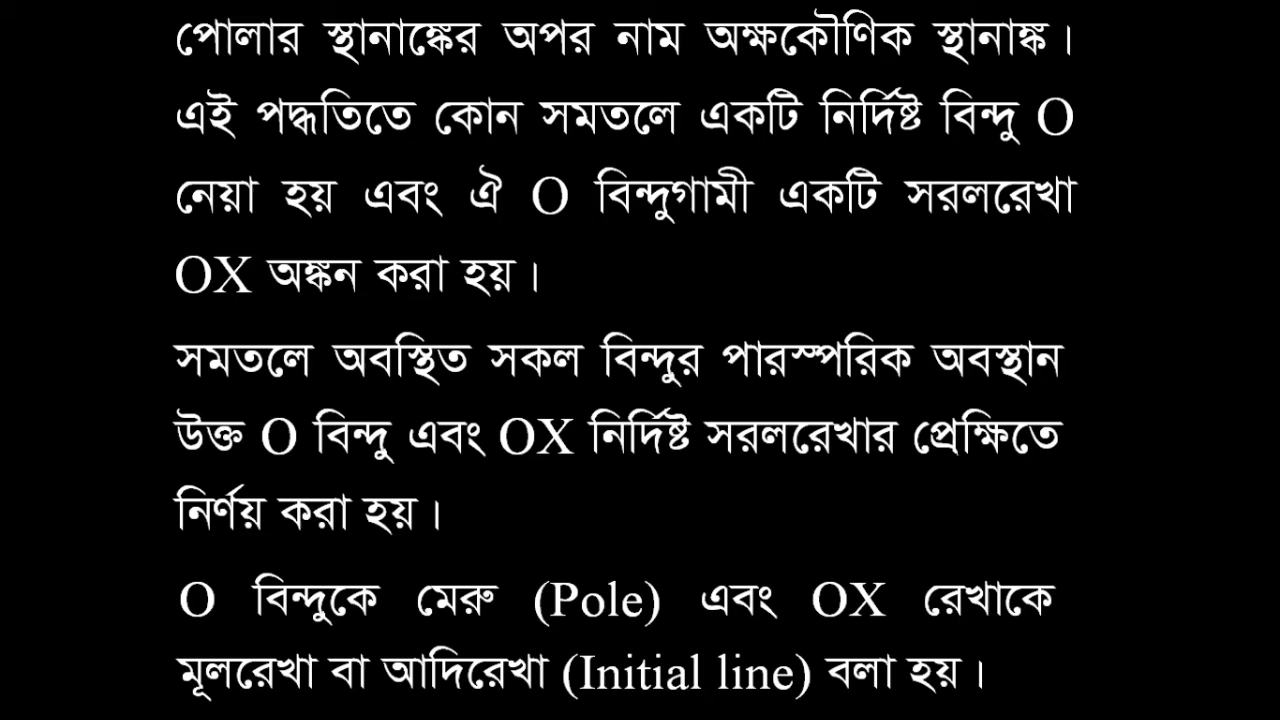 পোলার স্থানাঙ্কের অপর নাম অক্ষকৌণিক স্থানাঙ্ক।
এই পদ্ধতিতে কোন সমতলে একটি নির্দিষ্ট বিন্দু O
নেয়া হয় এবং ঐ O বিন্দুগামী একটি সরলরেখা
OX অঙ্কন করা হয়।
সমতলে অবস্থিত সকল বিন্দুর পারস্পরিক অবস্থান
উক্ত O বিন্দু এবং OX নির্দিষ্ট সরলরেখার প্রেক্ষিতে
নির্ণয় করা হয়।
O বিন্দুকে মেরু (Pole) এবং OX রেখাকে
মূলরেখা বা আদিরেখা (Initial line) বলা হয়।